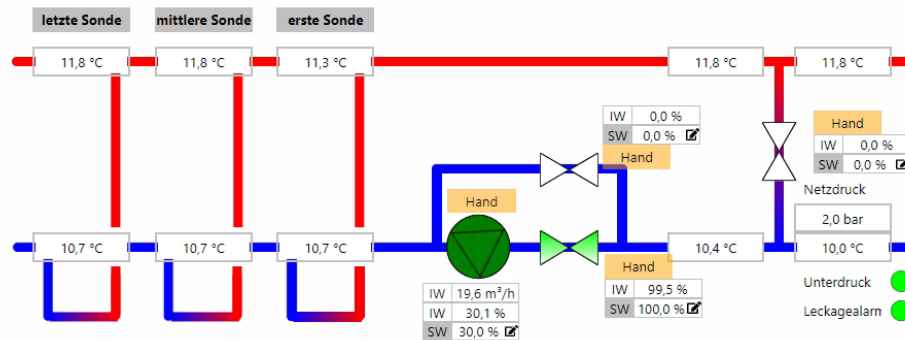 letzte Sonde mittlere Sonde erste Sonde
11,8 °C 11,8 °C 11,3 °C 11,8 °C 11,8 °C
IW 0,0 %
SW 0,0 %
Hand
Hand
IW 0,0 %
SW 0,0 %
Hand
Netzdruck
2,0 bar
10,7 °C 10,7 °C 10,7 °C 10,4 °C 10,0 °C
Hand
IW 99,5 %
SW 100,0 %
IW 19,6 m³/h
IW 30,1 %
SW 30,0 %
Unterdruck
Leckagealarm